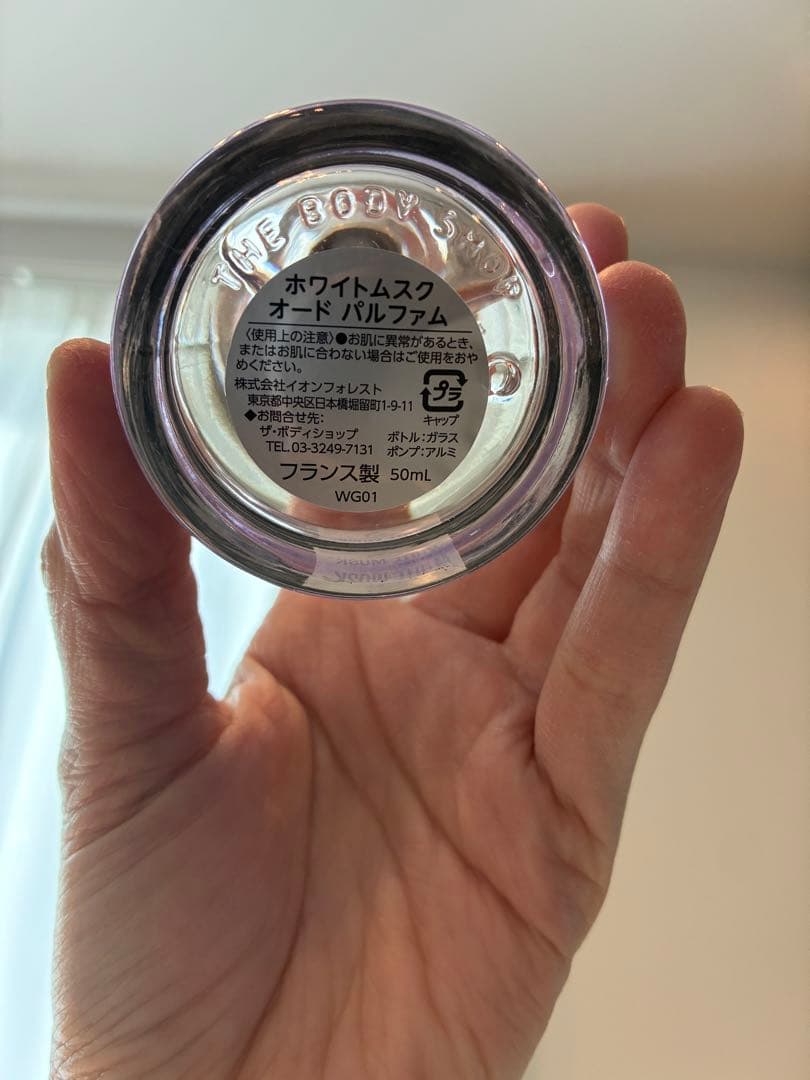 THE BODY SHOP
ホワイトムスク
オード パルファム
〈使用上の注意〉●お肌に異常があるとき、
またはお肌に合わない場合はご使用をおや
めください。
株式会社イオンフォレスト
東京都中央区日本橋堀留町1-9-11
プラ
キャップ
◆お問合せ先:
ザ・ボディショップ ボトル:ガラス
TEL.03-3249-7131 ポンプ:アルミ
フランス製 50mL
WG01